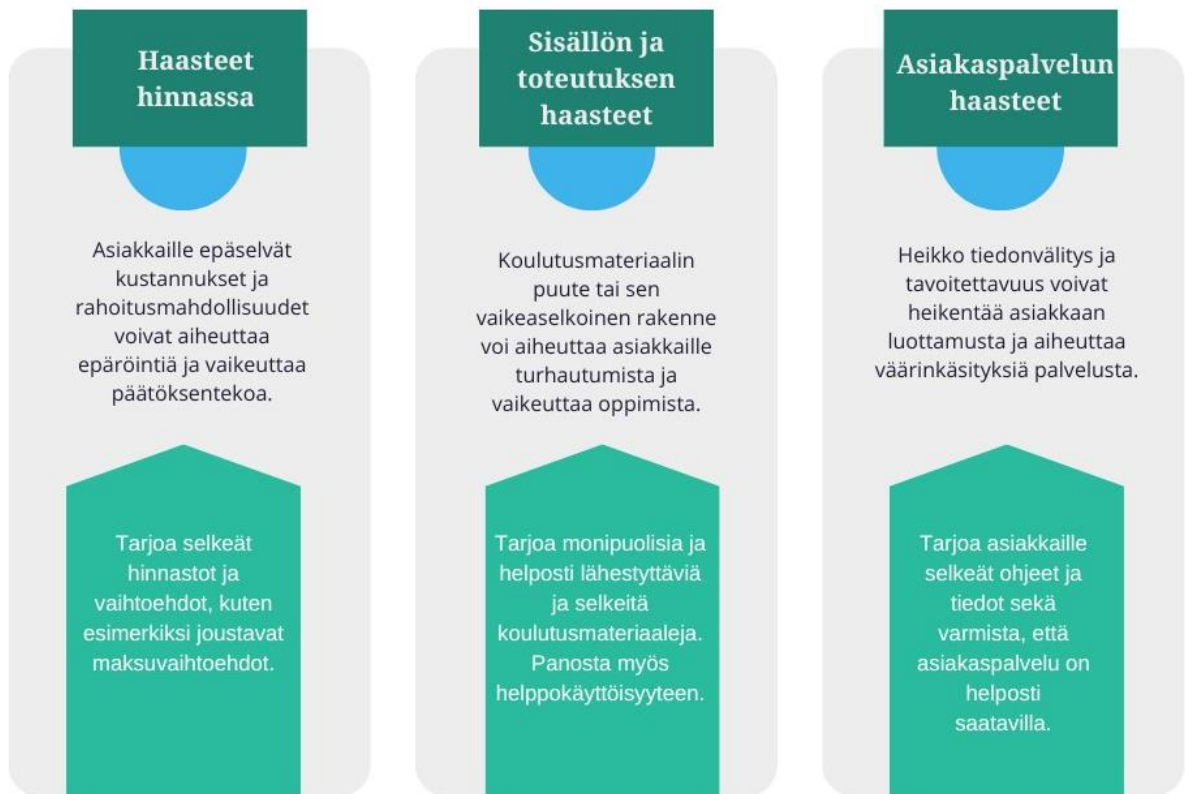 Haasteet
hinnassa
Asiakkaille epäselvät
kustannukset ja
rahoitusmahdollisuudet
voivat aiheuttaa
epäröintiä ja vaikeuttaa
päätöksentekoa.
Tarjoa selkeät
hinnastot ja
vaihtoehdot, kuten
esimerkiksi joustavat
maksuvaihtoehdot.
Sisällön ja
toteutuksen
haasteet
Koulutusmateriaalin
puute tai sen
vaikeaselkoinen rakenne
voi aiheuttaa asiakkaille
turhautumista ja
vaikeuttaa oppimista.
Tarjoa monipuolisia ja
helposti lähestyttäviä
ja selkeitä
koulutusmateriaaleja.
Panosta myös
helppokäyttöisyyteen.
Asiakaspalvelun
haasteet
Heikko tiedonvälitys ja
tavoitettavuus voivat
heikentää asiakkaan
luottamusta ja aiheuttaa
väärinkäsityksiä palvelusta.
Tarjoa asiakkaille
selkeät ohjeet ja
tiedot sekä
varmista, että
asiakaspalvelu on
helposti
saatavilla.